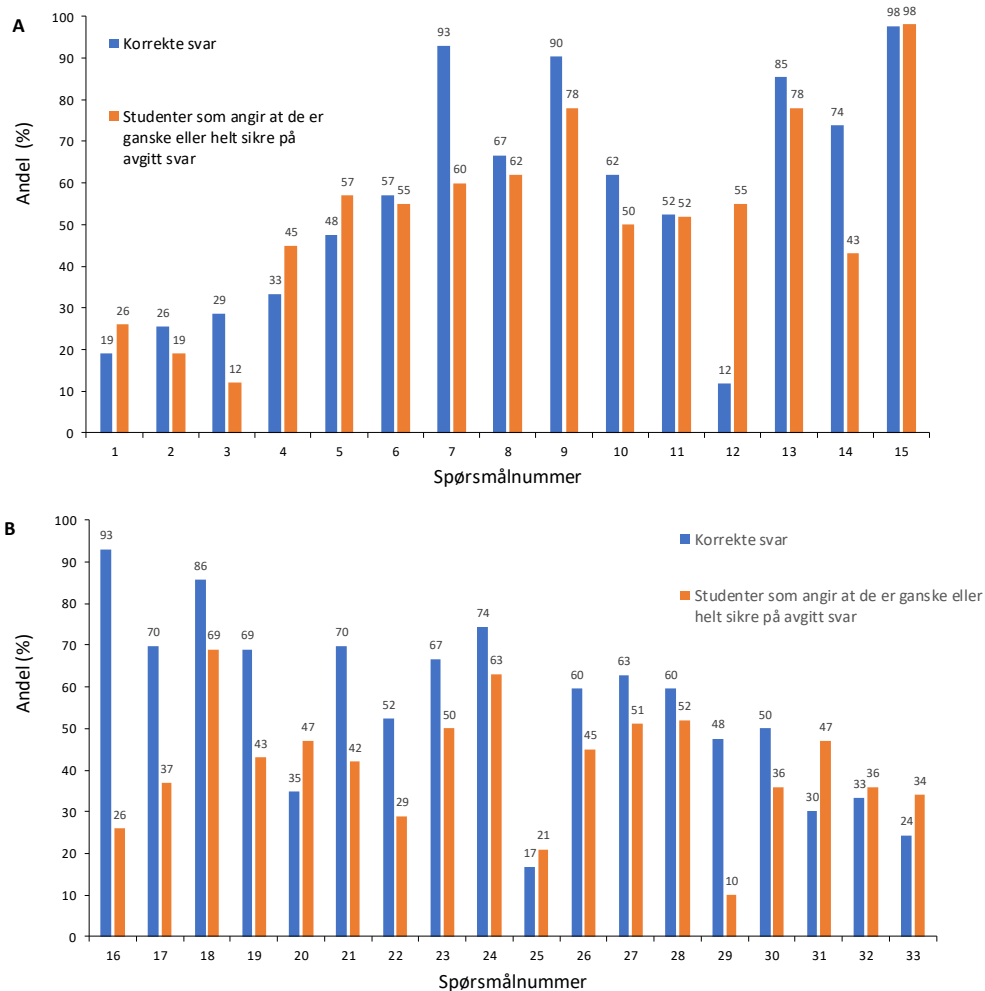 A
Andel (%)
100
90
80
70
60
50
40
30
20
10
0
Korrekte svar
Studenter som angir at de er
ganske eller helt sikre på
avgitt svar
19 26 26 19 29 12 33 45 48 57 57 55 93 60 67 62 90 78 62 50 52 52 12 55 85 78 74 43 98 98
1 2 3 4 5 6 7 8 9 10 11 12 13 14 15
Spørsmålnummer
B
Andel (%)
100
90
80
70
60
50
40
30
20
10
0
Korrekte svar
Studenter som angir at de er ganske eller
helt sikre på avgitt svar
93 26 70 37 86 69 69 43 35 47 70 42 52 29 67 50 74 63 17 21 60 45 63 51 60 52 48 10 50 36 30 47 33 36 24 34
16 17 18 19 20 21 22 23 24 25 26 27 28 29 30 31 32 33
Spørsmålnummer